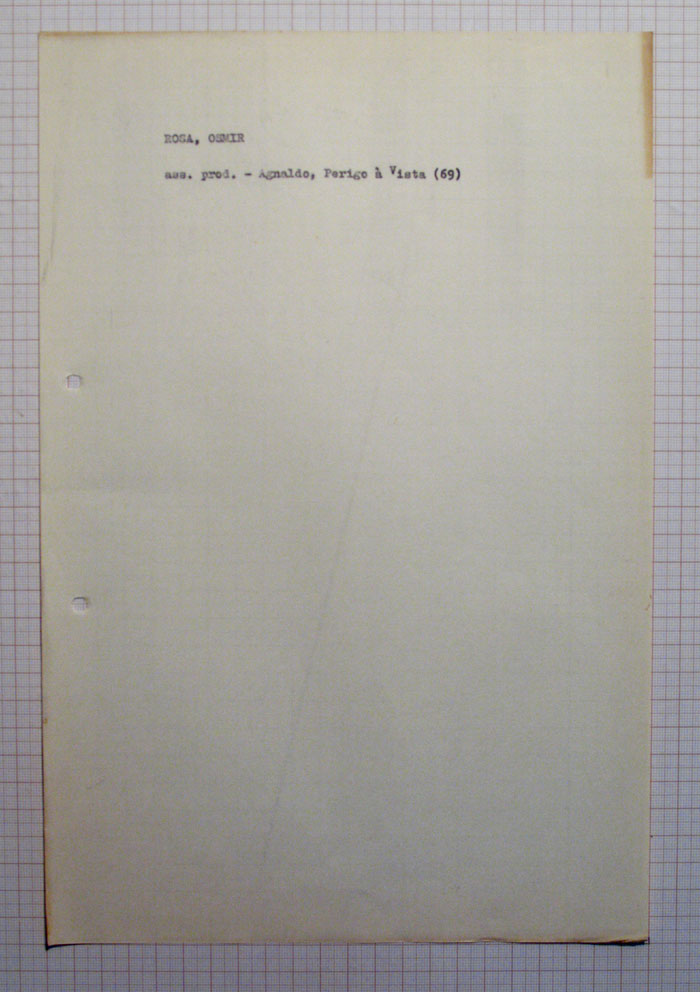 ROSA, OSMIR
ass. prod. - Agnaldo, Perigo à Vista (69)